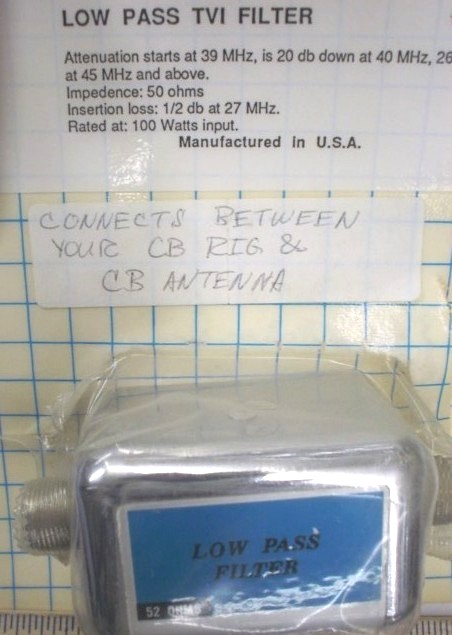 LOW PASS TVI FILTER
Attenuation starts at 39 MHz, is 20 db down at 40 MHz, 26
at 45 MHz and above.
Impedence: 50 ohms
Insertion loss: 1/2 db at 27 MHz.
Rated at: 100 Watts input.
Manufactured in U.S.A.
CONNECTS BETWEEN
YOUR CB RIG &
CB ANTENNA
LOW PASS
FILTER
52 OHMS